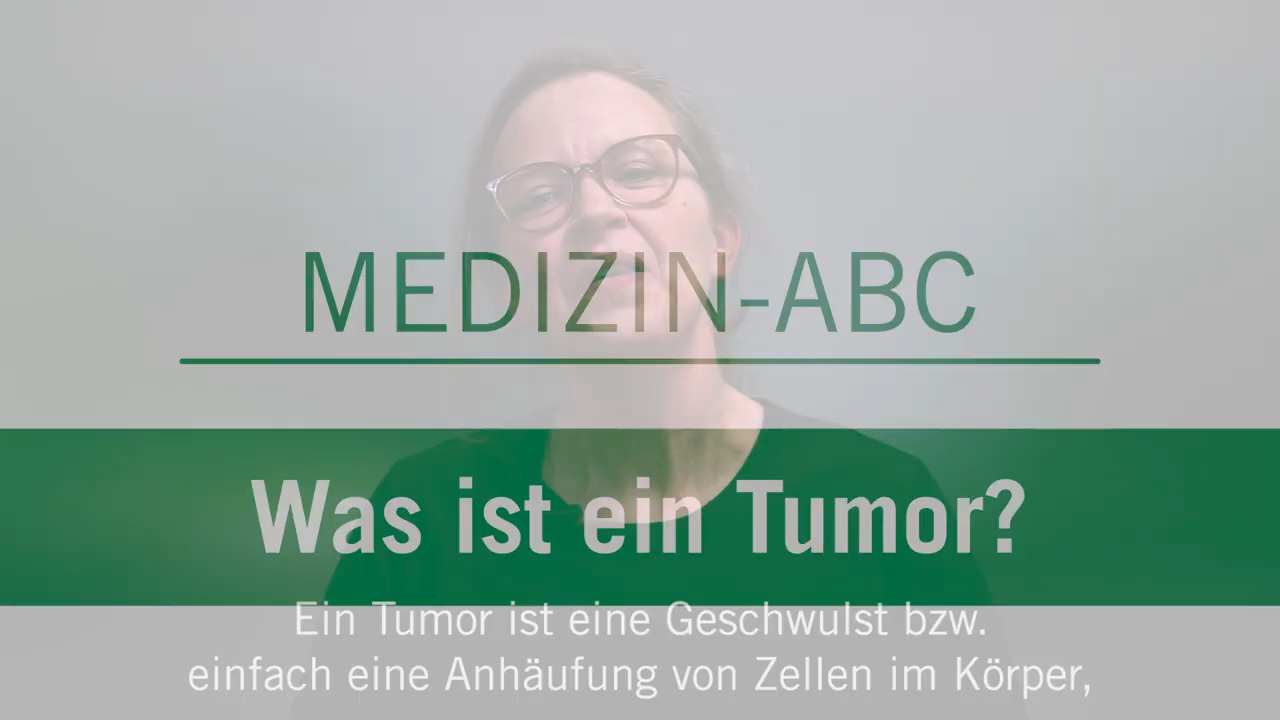 MEDIZIN-ABC
Was ist ein Tumor?
Ein Tumor ist eine Geschwulst bzw.
einfach eine Anhäufung von Zellen im Körper,